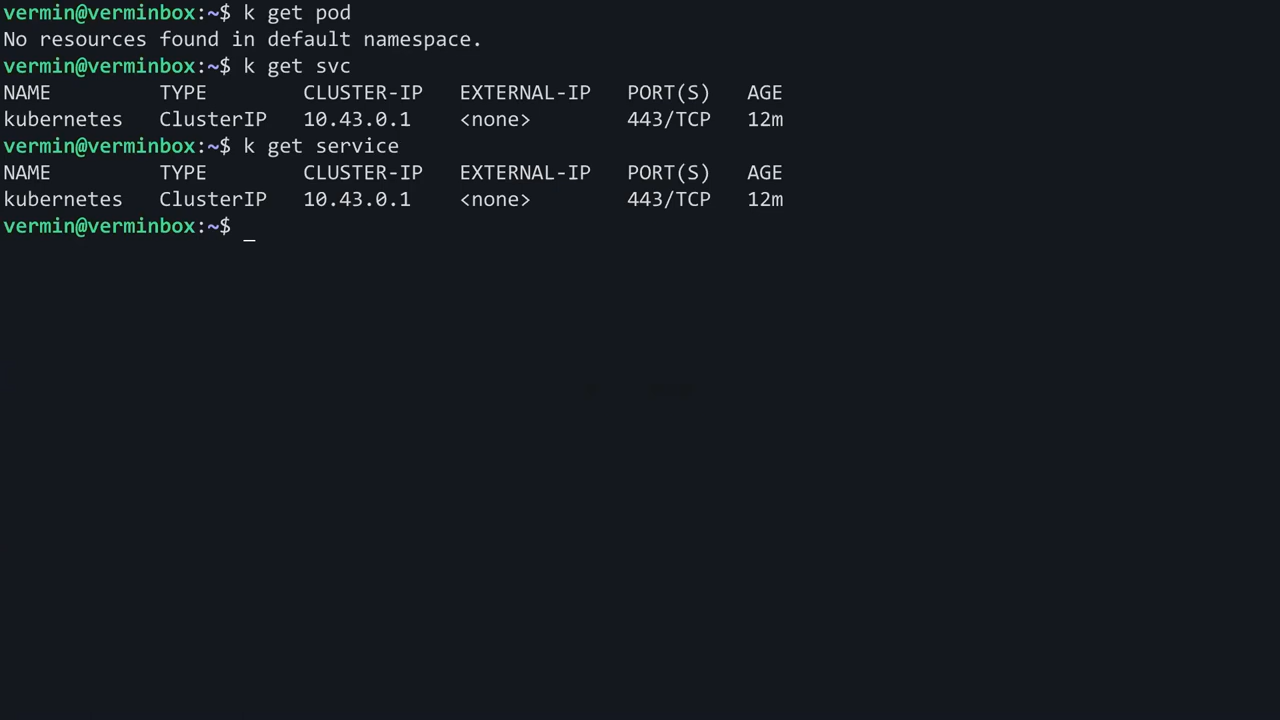 vermin@verminbox:~$ k get pod
No resources found in default namespace.
vermin@verminbox:~$ k get svc
NAME         TYPE        CLUSTER-IP   EXTERNAL-IP   PORT(S)   AGE
kubernetes   ClusterIP   10.43.0.1    <none>        443/TCP   12m
vermin@verminbox:~$ k get service
NAME         TYPE        CLUSTER-IP   EXTERNAL-IP   PORT(S)   AGE
kubernetes   ClusterIP   10.43.0.1    <none>        443/TCP   12m
vermin@verminbox:~$ _